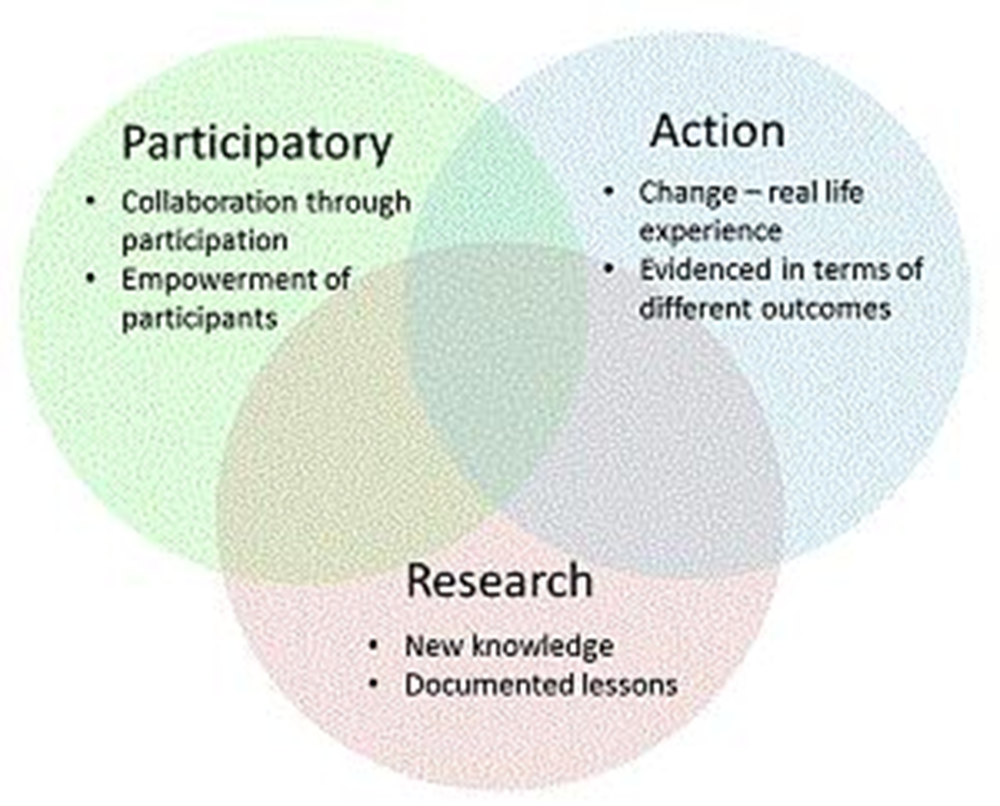 Participatory
• Collaboration through
participation
• Empowerment of
participants
Action
• Change – real life
experience
• Evidenced in terms of
different outcomes
Research
• New knowledge
• Documented lessons